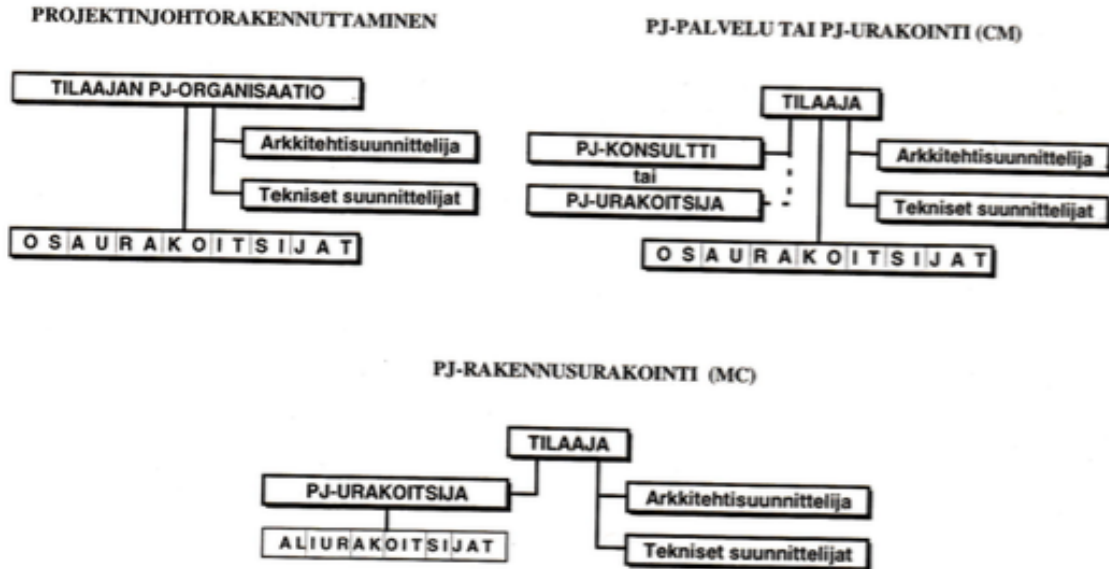 PROJEKTINJOHTORAKENNUTTAMINEN
TILAAJAN PJ-ORGANISAATIO
Arkkitehtisuunnittelija
Tekniset suunnittelijat
OSAURAKOITSIJAT
PJ-PALVELU TAI PJ-URAKOINTI (CM)
TILAAJA
PJ-KONSULTTI
tai
PJ-URAKOITSIJA
Arkkitehtisuunnittelija
Tekniset suunnittelijat
OSAURAKOITSIJAT
PJ-RAKENNUSURAKOINTI (MC)
TILAAJA
PJ-URAKOITSIJA
ALIURAKOITSIJAT
Arkkitehtisuunnittelija
Tekniset suunnittelijat